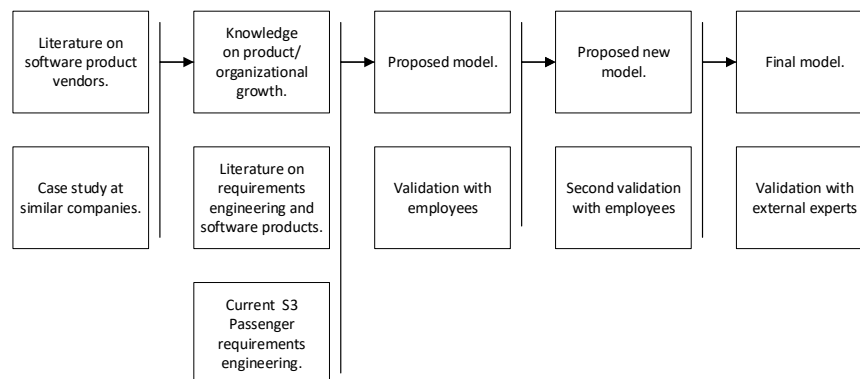 Literature on
software product
vendors.
Knowledge
on product/
organizational
growth.
Proposed model.
Proposed new
model.
Final model.
Case study at
similar companies.
Literature on
requirements
engineering and
software products.
Validation with
employees
Second validation
with employees
Validation with
external experts
Current S3
Passenger
requirements
engineering.